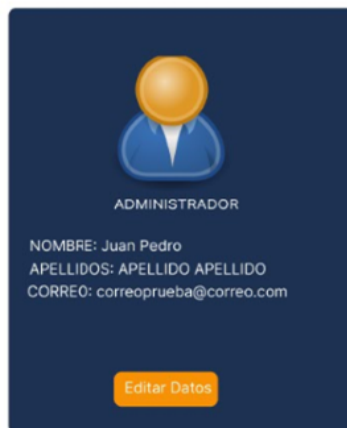 ADMINISTRADOR
NOMBRE: Juan Pedro
APELLIDOS: APELLIDO APELLIDO
CORREO: correoprueba@correo.com
Editar Datos